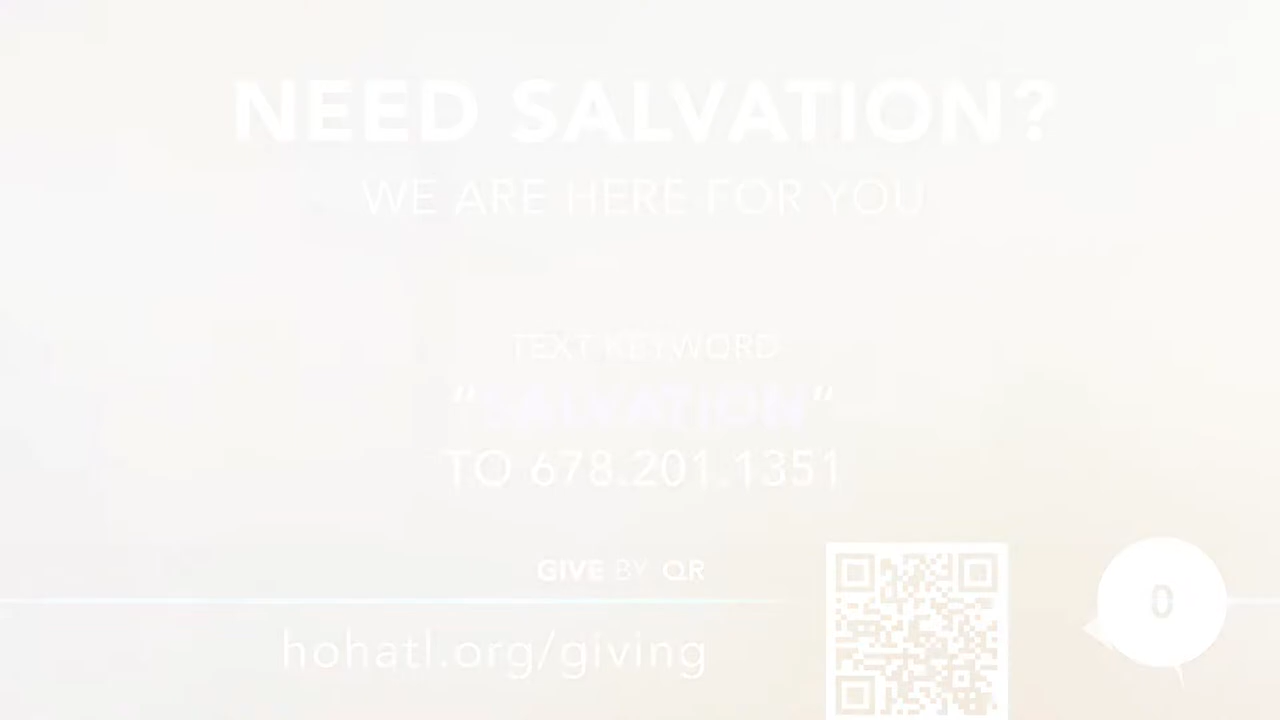 NEED SALVATION?
WE ARE HERE FOR YOU
TEXT KEYWORD
"SALVATION"
TO 678.201.1351
GIVE BY QR
hohatl.org/giving
0